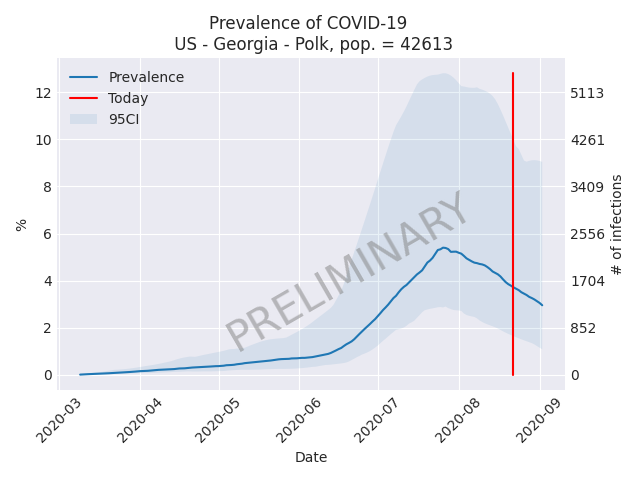 Prevalence of COVID-19
US - Georgia - Polk, pop. = 42613
Prevalence
Today
95CI
12
10
8
6
4
2
0
%
5113
4261
3409
2556
1704
852
0
# of infections
PRELIMINARY
2020-03
2020-04
2020-05
2020-06
2020-07
2020-08
2020-09
Date